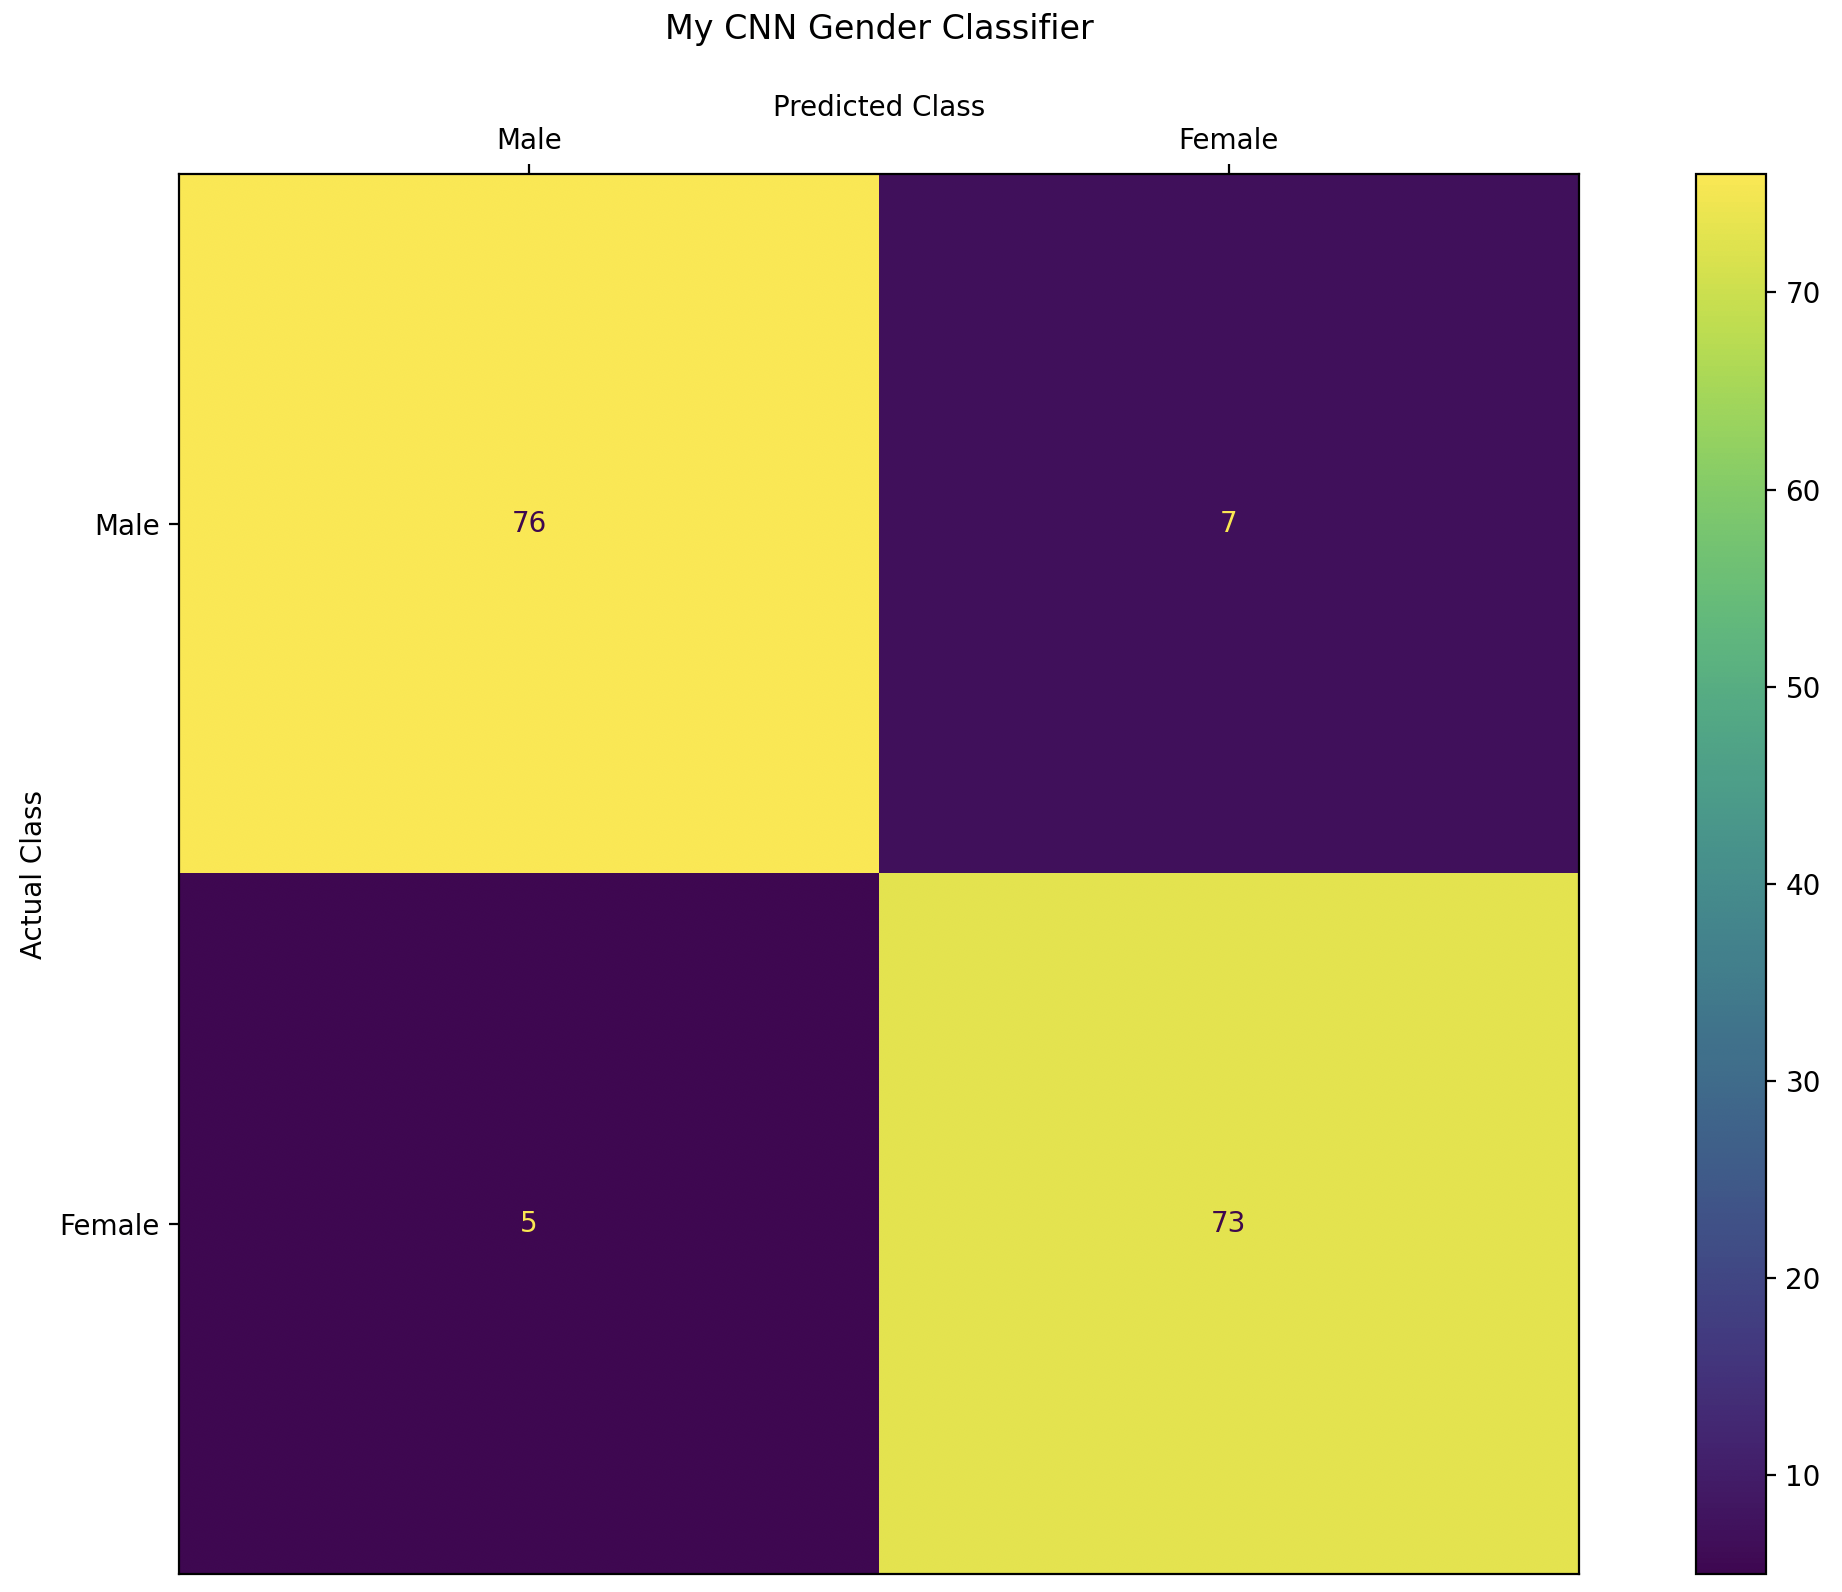 My CNN Gender Classifier
Predicted Class
Male Female
Male 76 7
Actual Class
Female 5 73
70
60
50
40
30
20
10